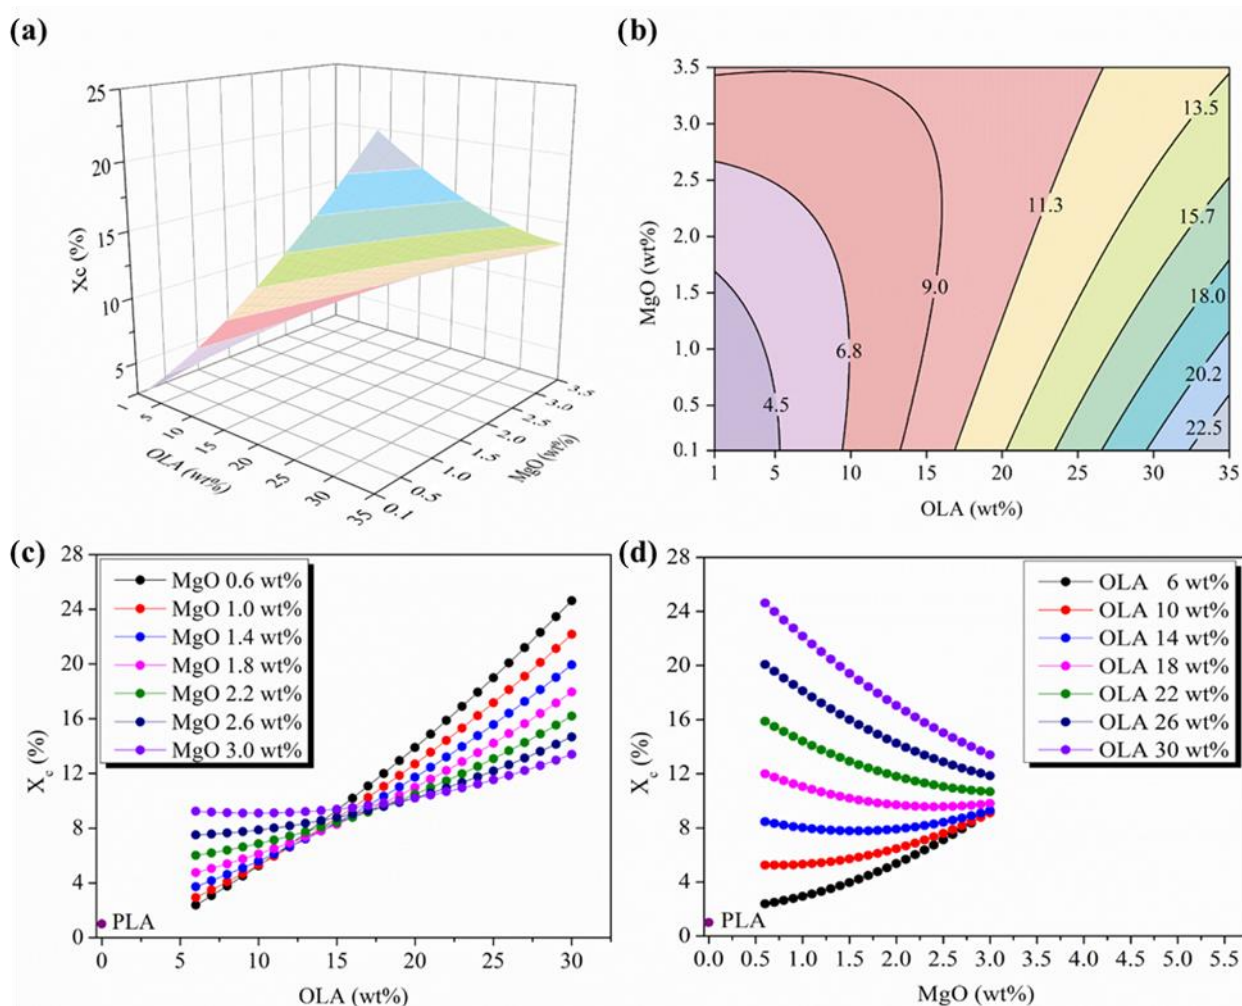 (a)
25
20
15
10
5
Xc (%)
1
5
10
15
20
25
30
35
OLA (wt%)
0.1
0.5
1.0
1.5
2.0
2.5
3.0
3.5
MgO (wt%)
(b)
3.5
3.0
2.5
2.0
1.5
1.0
0.5
0.1
MgO (wt%)
13.5
15.7
11.3
18.0
9.0
6.8
20.2
4.5
22.5
1 5 10 15 20 25 30 35
OLA (wt%)
(c)
28
24
20
16
12
8
4
0
X_c (%)
MgO 0.6 wt%
MgO 1.0 wt%
MgO 1.4 wt%
MgO 1.8 wt%
MgO 2.2 wt%
MgO 2.6 wt%
MgO 3.0 wt%
PLA
0 5 10 15 20 25 30
OLA (wt%)
(d)
28
24
20
16
12
8
4
0
X_c (%)
OLA 6 wt%
OLA 10 wt%
OLA 14 wt%
OLA 18 wt%
OLA 22 wt%
OLA 26 wt%
OLA 30 wt%
PLA
0.0 0.5 1.0 1.5 2.0 2.5 3.0 3.5 4.0 4.5 5.0 5.5
MgO (wt%)